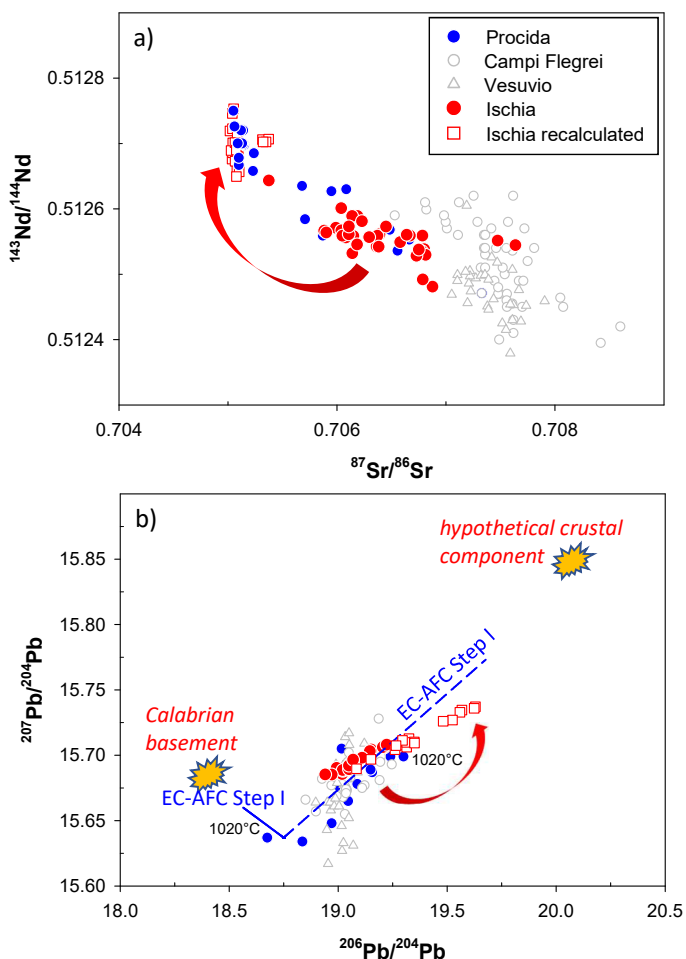 a)
Procida
Campi Flegrei
Vesuvio
Ischia
Ischia recalculated
0.5128
0.5126
0.5124
¹⁴³Nd/¹⁴⁴Nd
0.704
0.706
0.708
⁸⁷Sr/⁸⁶Sr
b)
hypothetical crustal
component
15.85
15.80
15.75
15.70
15.65
15.60
²⁰⁷Pb/²⁰⁴Pb
EC-AFC Step I
Calabrian
basement
1020°C
EC-AFC Step I
1020°C
18.0
18.5
19.0
19.5
20.0
20.5
²⁰⁶Pb/²⁰⁴Pb